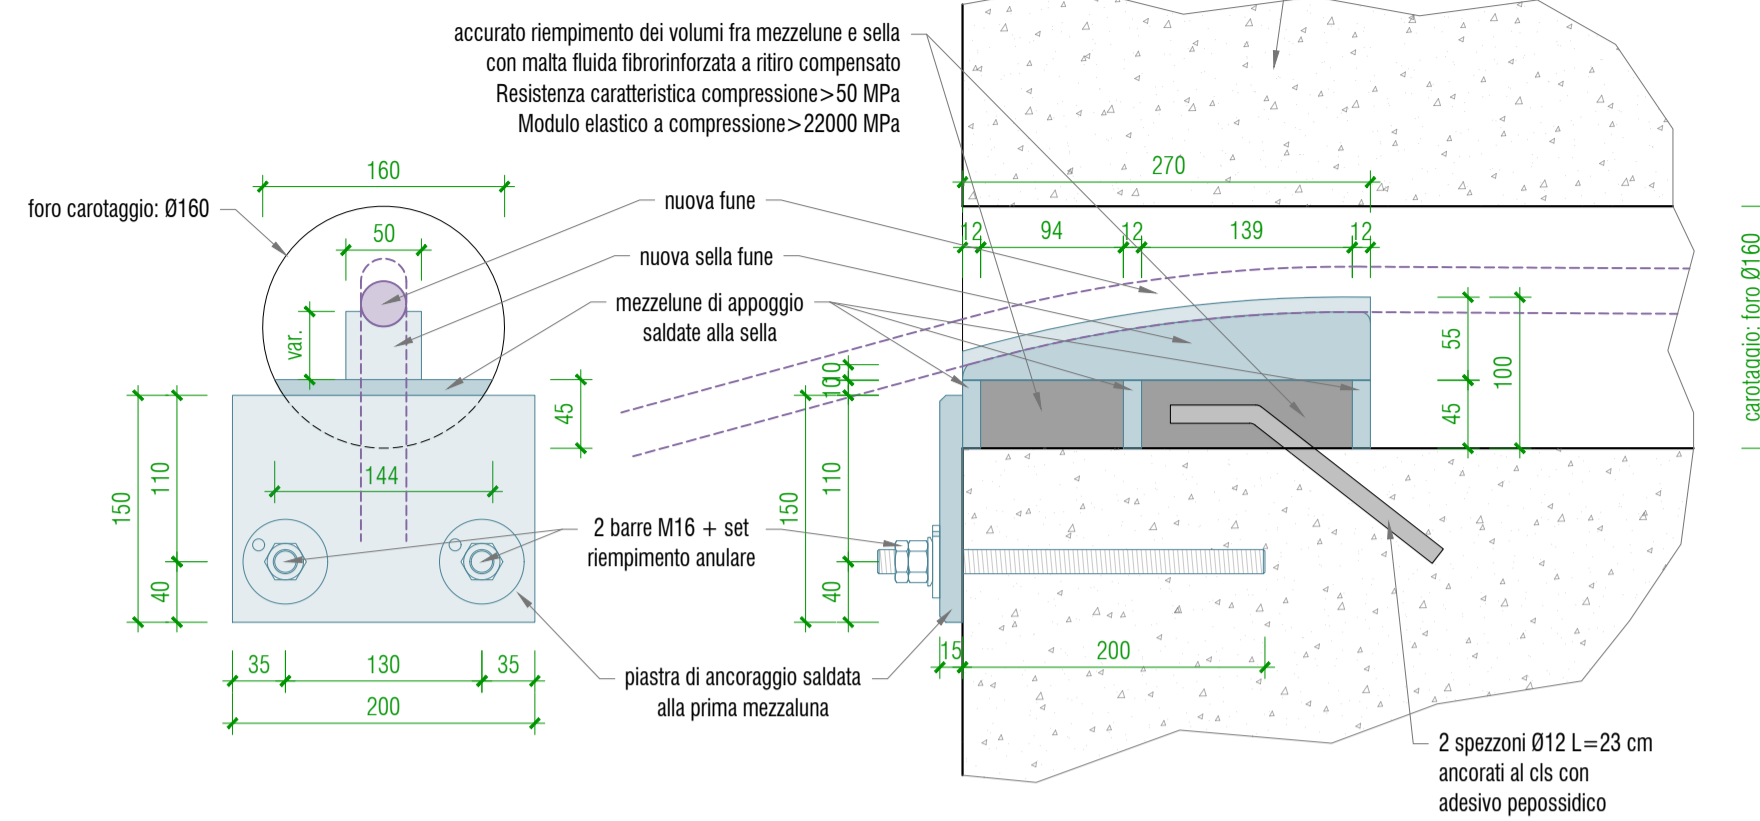 accurato riempimento dei volumi fra mezzelune e sella
con malta fluida fibrorinforzata a ritiro compensato
Resistenza caratteristica compressione>50 MPa
Modulo elastico a compressione>22000 MPa
160
foro carotaggio: Ø160
50
var.
nuova fune
nuova sella fune
mezzelune di appoggio
saldate alla sella
45
144
150
110
40
35
130
35
200
2 barre M16 + set
riempimento anulare
piastra di ancoraggio saldata
alla prima mezzaluna
270
12
94
12
139
12
10
10
150
110
40
15
200
55
45
100
carotaggio: foro Ø160
2 spezzoni Ø12 L=23 cm
ancorati al cls con
adesivo pepossidico